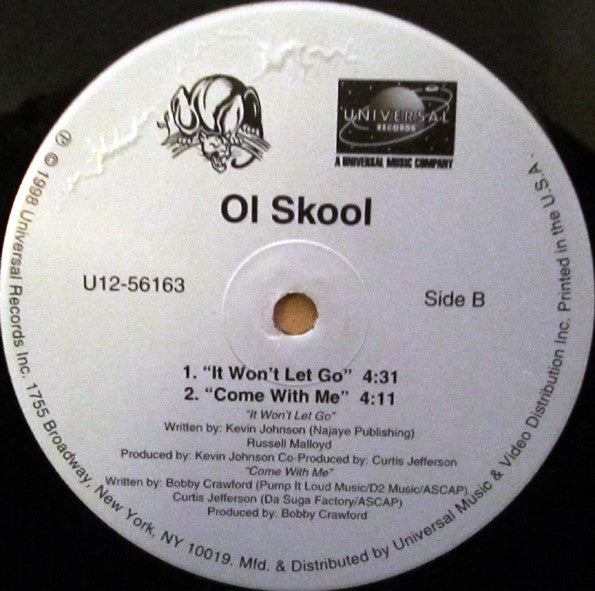 UNIVERSAL
RECORDS
A UNIVERSAL MUSIC COMPANY
Ol Skool
U12-56163
Side B
1. “It Won't Let Go” 4:31
2. “Come With Me” 4:11
"It Won't Let Go"
Written by: Kevin Johnson (Najaye Publishing)
Russell Malloyd
Produced by: Kevin Johnson Co-Produced by: Curtis Jefferson
“Come With Me”
Written by: Bobby Crawford (Pump It Loud Music/D2 Music/ASCAP)
Curtis Jefferson (Da Suga Factory/ASCAP)
Produced by: Bobby Crawford
℗ © 1998 Universal Records Inc. 1755 Broadway, New York, NY 10019. Mfd. & Distributed by Universal Music & Video Distribution Inc. Printed in the U.S.A.